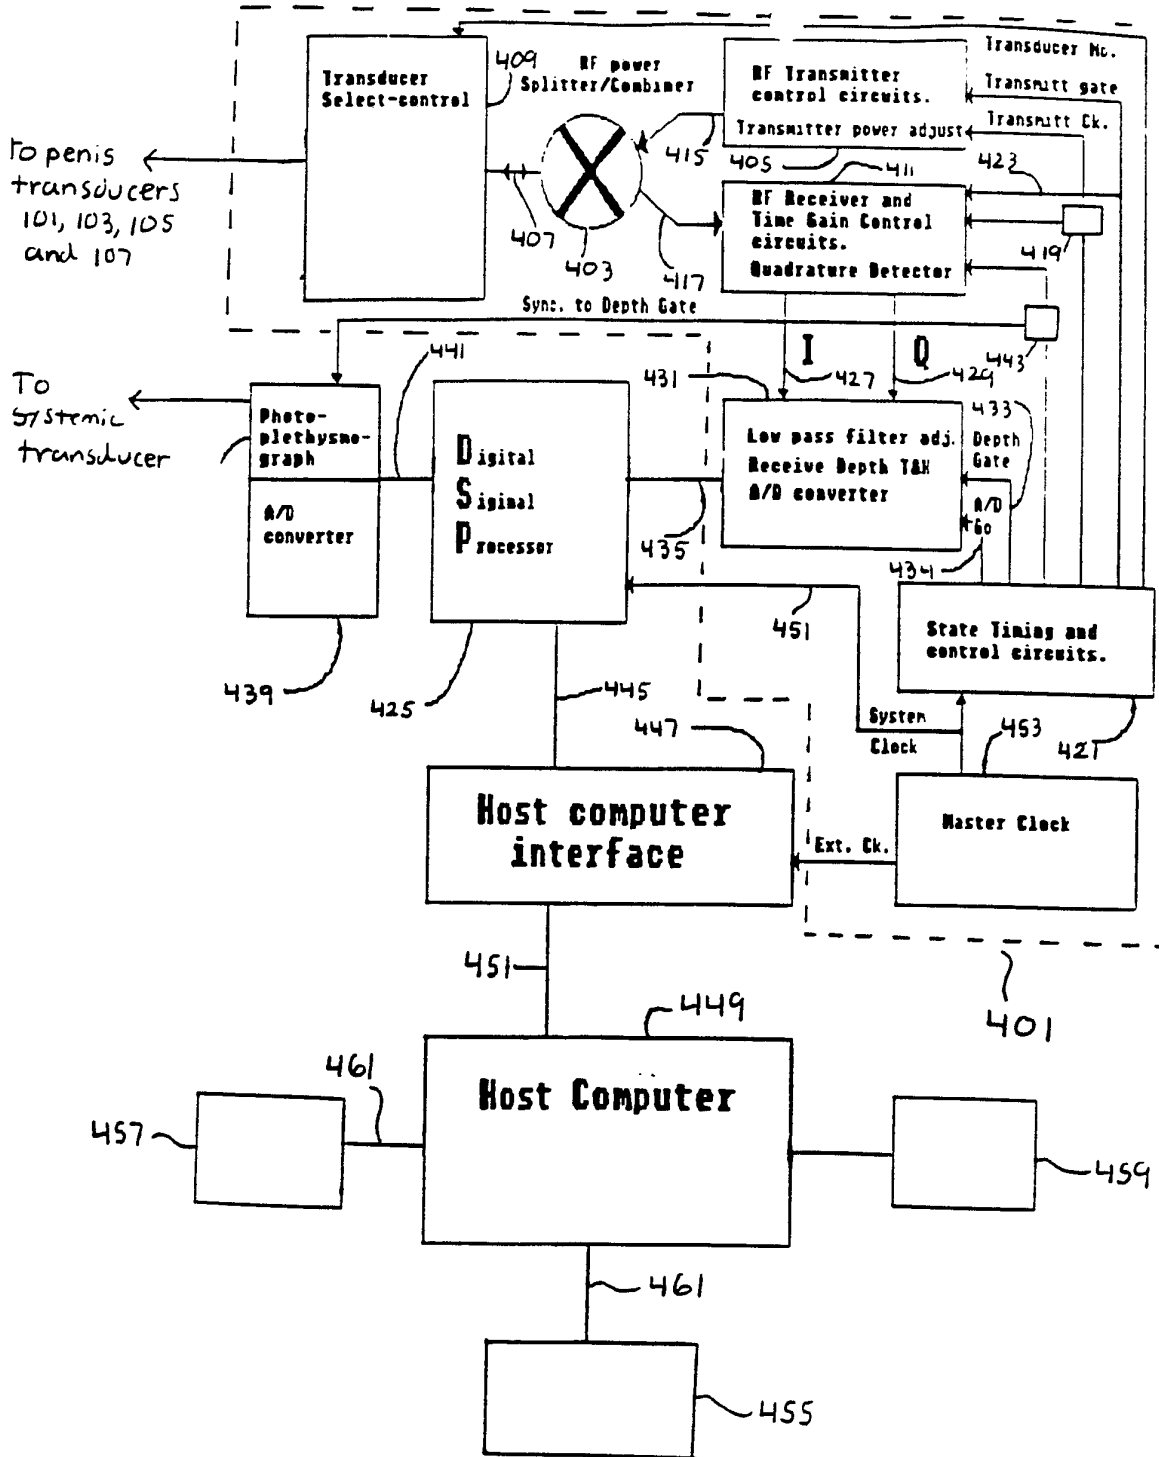 Transducer No.
409
RF power
Splitter/Combiner
Transducer
Select-control
RF Transmitter
control circuits.
Transmitt gate
Transmitter power adjust
Transmitt Ck.
415
405
411
423
to penis
transducers
101, 103, 105
and 107
RF Receiver and
Time Gain Control
circuits.
Quadrature Detector
407
403
417
419
Sync. to Depth Gate
443
441
I
Q
431
427
429
433
To
systemic
transducer
Photo-
plethysmo-
graph
A/D
converter
Digital
Siginal
Processor
Low pass filter adj.
Receive Depth T&H
A/D converter
Depth
Gate
A/D
Go
435
434
451
State Timing and
control circuits.
439
425
445
447
System
Clock
453
421
Host computer
interface
Ext. Ck.
Master Clock
451
401
449
461
Host Computer
457
459
461
455